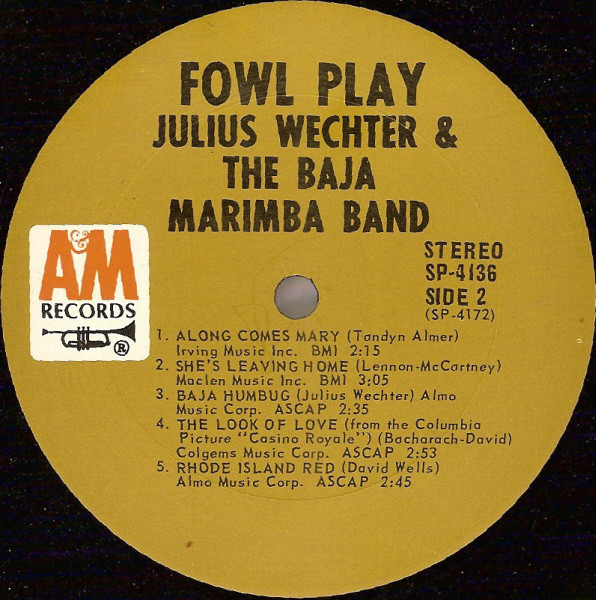 FOWL PLAY
JULIUS WECHTER &
THE BAJA
MARIMBA BAND
A&M
RECORDS
®
STEREO
SP-4136
SIDE 2
(SP-4172)
1. ALONG COMES MARY (Tandyn Almer)
Irving Music Inc. BMI 2:15
2. SHE'S LEAVING HOME (Lennon-McCartney)
Maclen Music Inc. BMI 3:05
3. BAJA HUMBUG (Julius Wechter) Almo
Music Corp. ASCAP 2:35
4. THE LOOK OF LOVE (from the Columbia
Picture "Casino Royale") (Bacharach-David)
Colgems Music Corp. ASCAP 2:53
5. RHODE ISLAND RED (David Wells)
Almo Music Corp. ASCAP 2:45